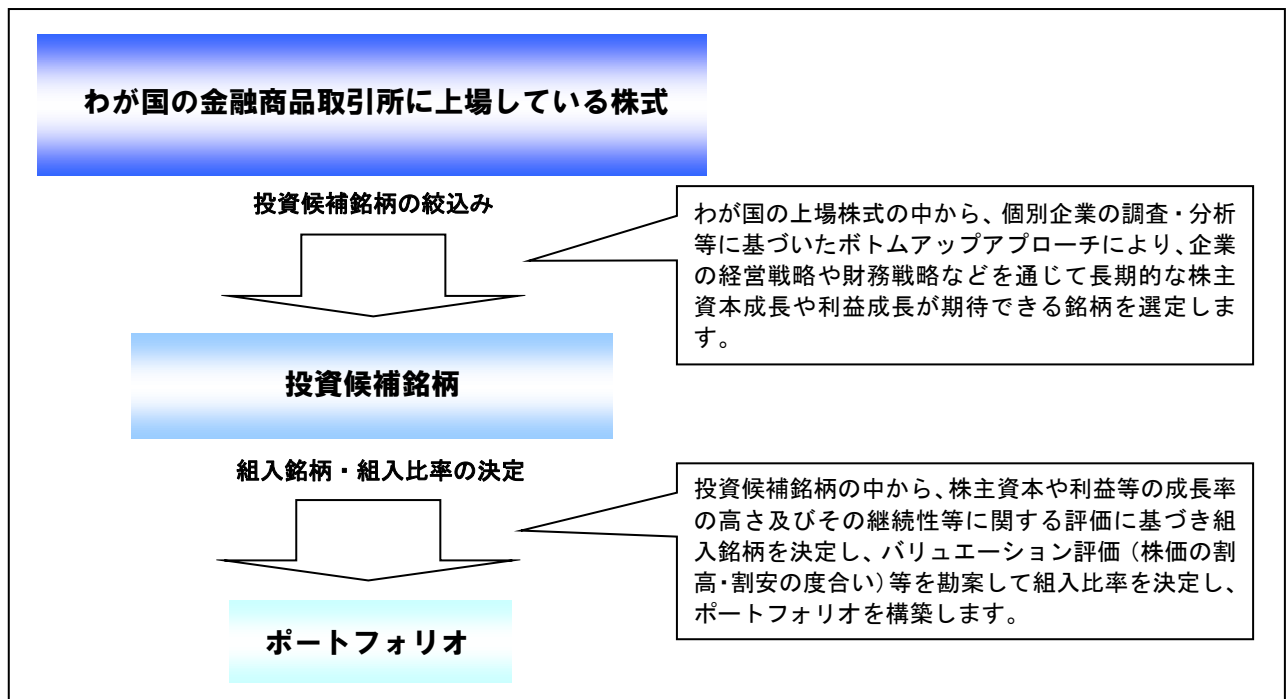 わが国の金融商品取引所に上場している株式
投資候補銘柄の絞込み
わが国の上場株式の中から、個別企業の調査・分析
等に基づいたボトムアップアプローチにより、企業
の経営戦略や財務戦略などを通じて長期的な株主
資本成長や利益成長が期待できる銘柄を選定しま
す。
投資候補銘柄
組入銘柄・組入比率の決定
投資候補銘柄の中から、株主資本や利益等の成長率
の高さ及びその継続性等に関する評価に基づき組
入銘柄を決定し、バリュエーション評価（株価の割
高・割安の度合い）等を勘案して組入比率を決定し、
ポートフォリオを構築します。
ポートフォリオ